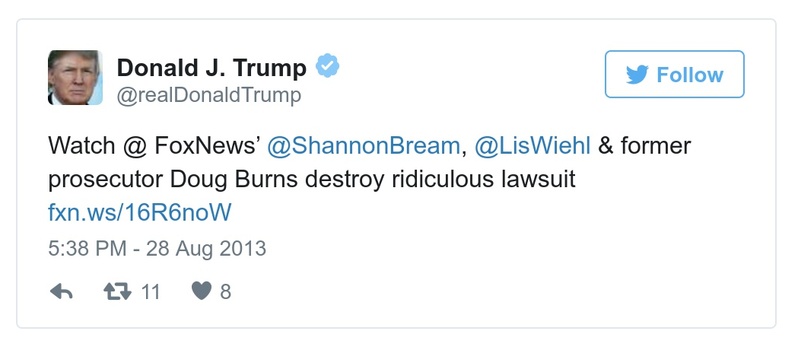 Donald J. Trump
@realDonaldTrump
Follow
Watch @ FoxNews’ @ShannonBream, @LisWiehl & former
prosecutor Doug Burns destroy ridiculous lawsuit
fxn.ws/16R6noW
5:38 PM - 28 Aug 2013
11 8